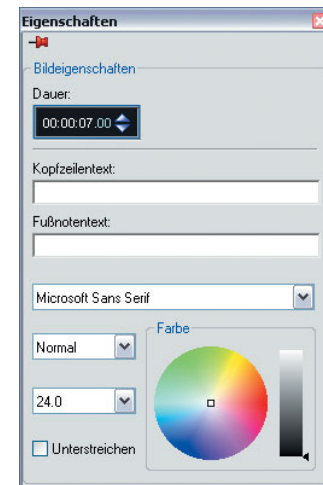 Eigenschaften
Bildeigenschaften
Dauer:
00:00:07.00
Kopfzeilentext:
Fußnotentext:
Microsoft Sans Serif
Farbe
Normal
24.0
Unterstreichen